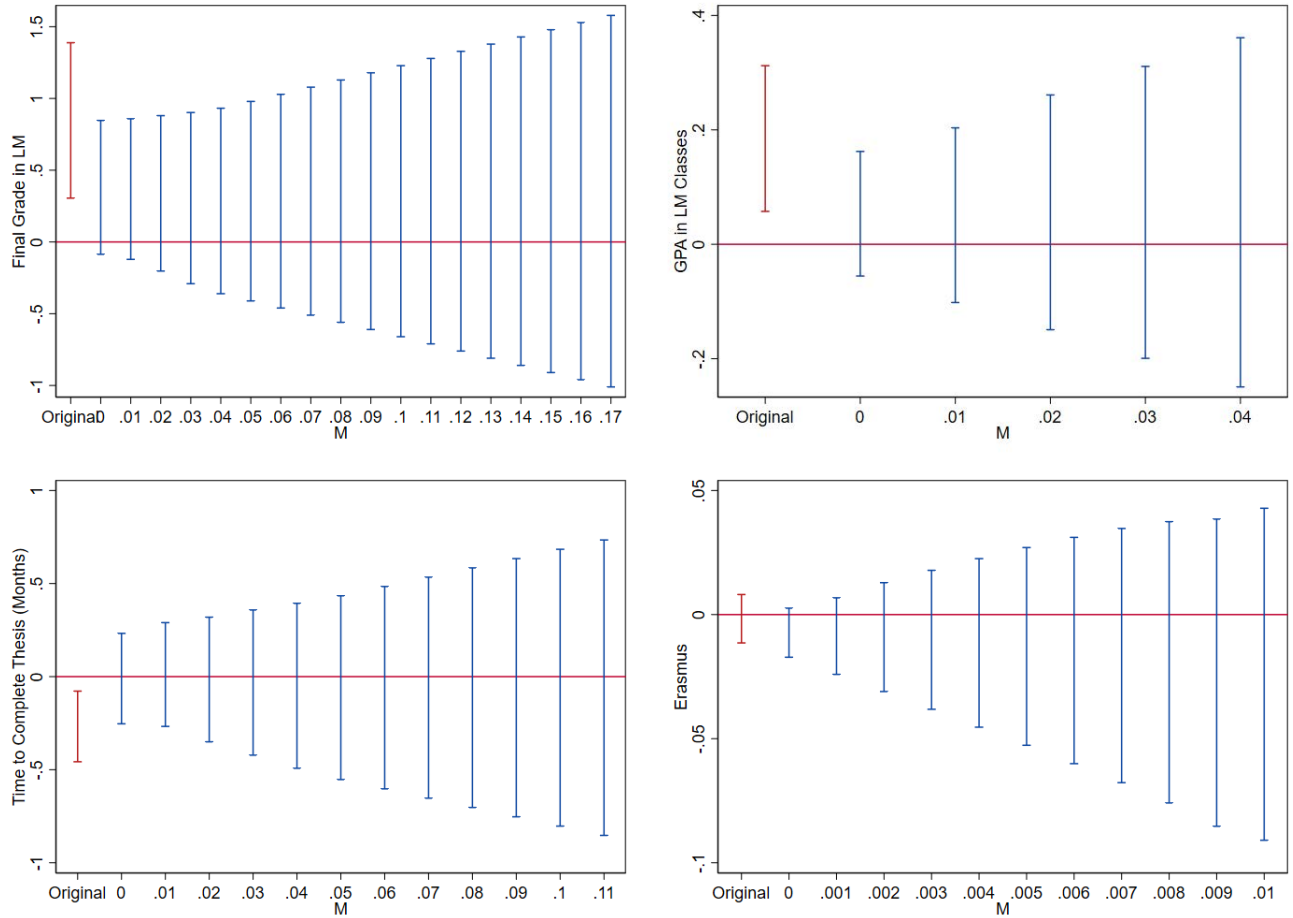 Final Grade in LM
1.5
1
.5
0
-.5
-1
Original 0 .01 .02 .03 .04 .05 .06 .07 .08 .09 .1 .11 .12 .13 .14 .15 .16 .17
M
GPA in LM Classes
.4
.2
0
-.2
Original 0 .01 .02 .03 .04
M
Time to Complete Thesis (Months)
1
.5
0
-.5
-1
Original 0 .01 .02 .03 .04 .05 .06 .07 .08 .09 .1 .11
M
Erasmus
.05
0
-.05
-.1
Original 0 .001 .002 .003 .004 .005 .006 .007 .008 .009 .01
M